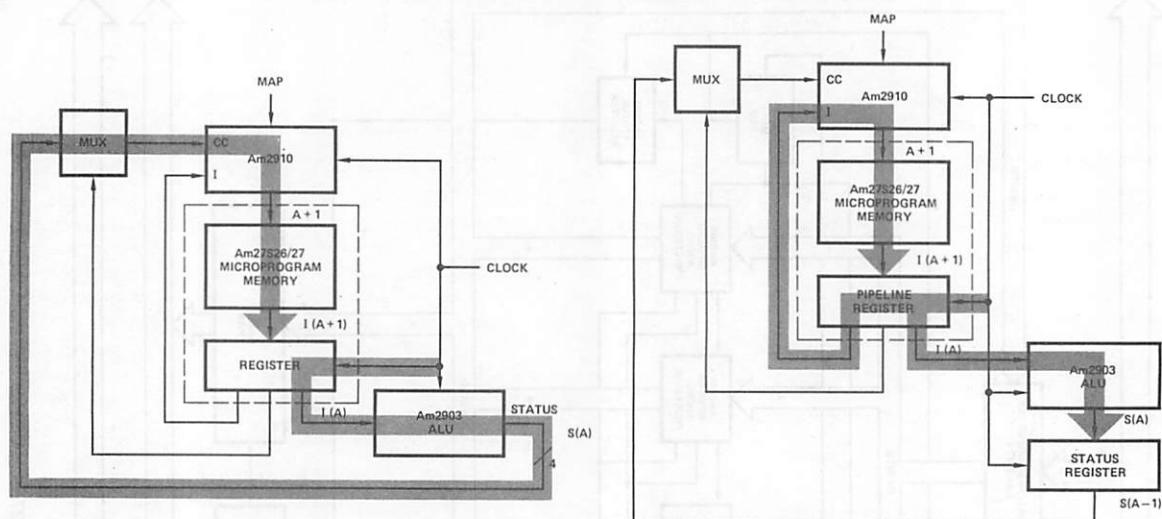 MAP
MUX
CC
Am2910
I
A + 1
Am27S26/27
MICROPROGRAM
MEMORY
CLOCK
I (A + 1)
REGISTER
I (A)
Am2903
ALU
STATUS
S(A)
4
MAP
MUX
CC
Am2910
I
CLOCK
A + 1
Am27S26/27
MICROPROGRAM
MEMORY
I (A + 1)
PIPELINE
REGISTER
I(A)
Am2903
ALU
S(A)
STATUS
REGISTER
S(A−1)